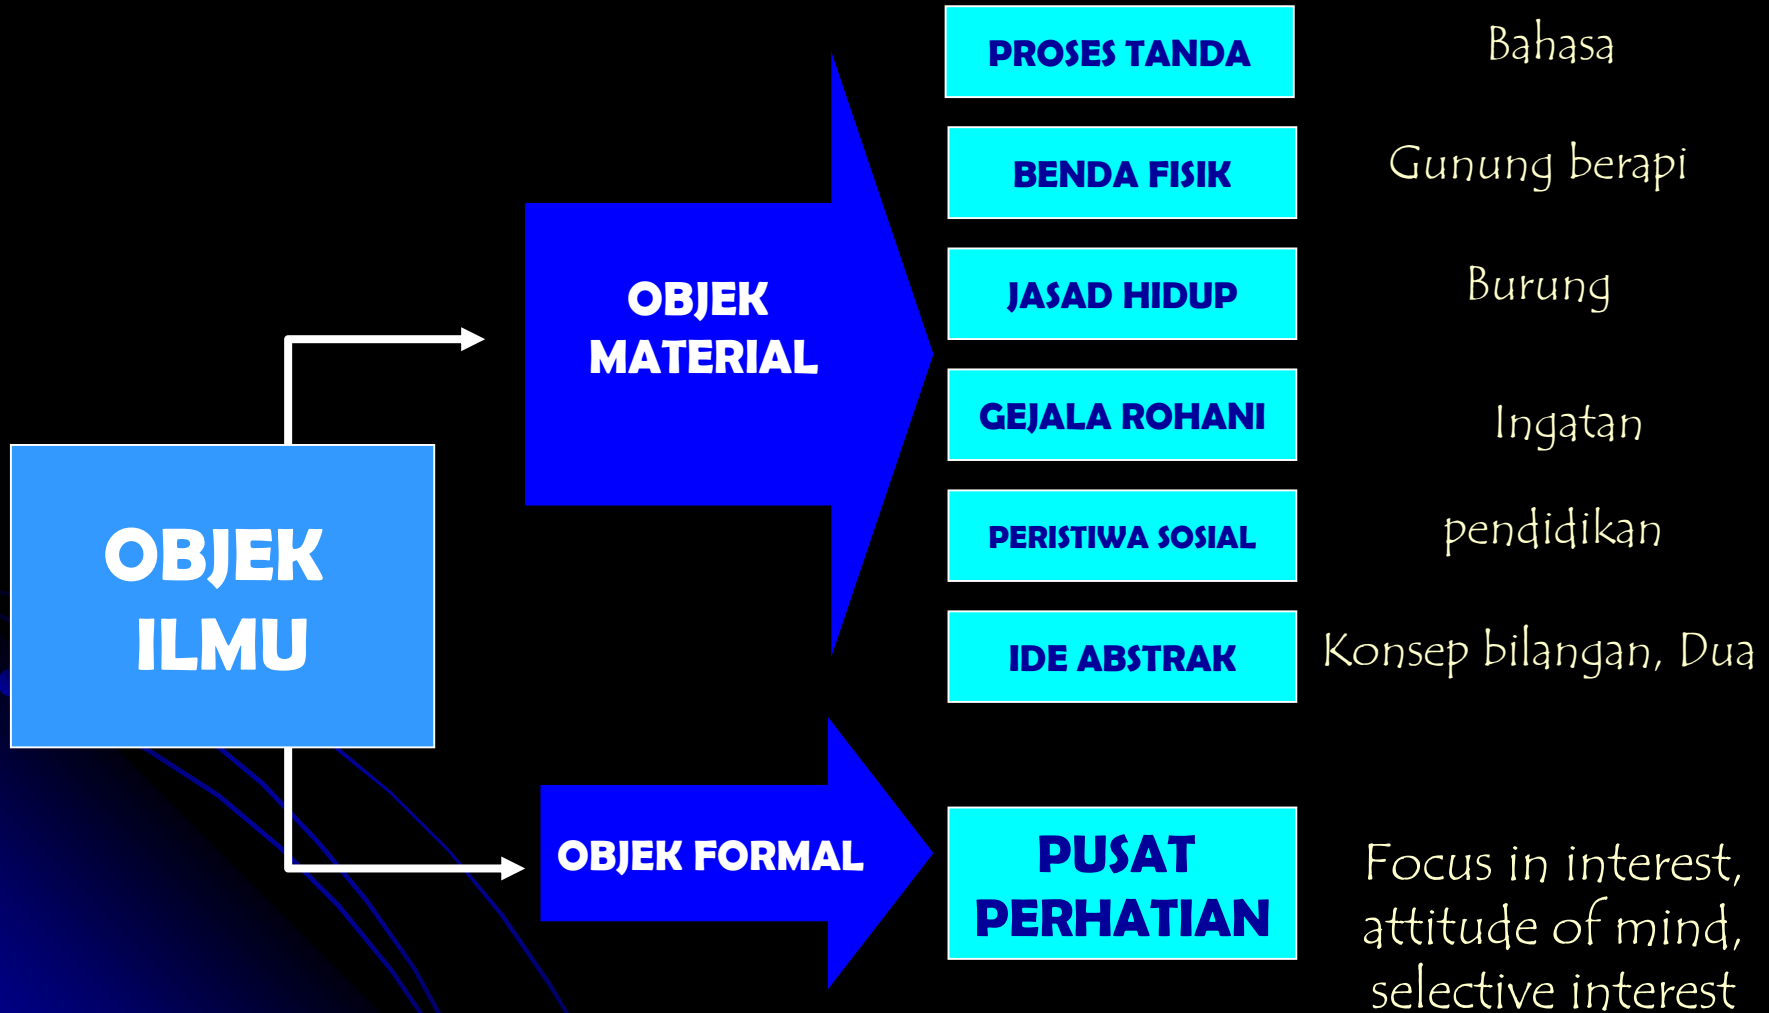 PROSES TANDA
Bahasa
BENDA FISIK
Gunung berapi
JASAD HIDUP
Burung
OBJEK
MATERIAL
GEJALA ROHANI
Ingatan
PERISTIWA SOSIAL
pendidikan
OBJEK
ILMU
IDE ABSTRAK
Konsep bilangan, Dua
OBJEK FORMAL
PUSAT
PERHATIAN
Focus in interest,
attitude of mind,
selective interest